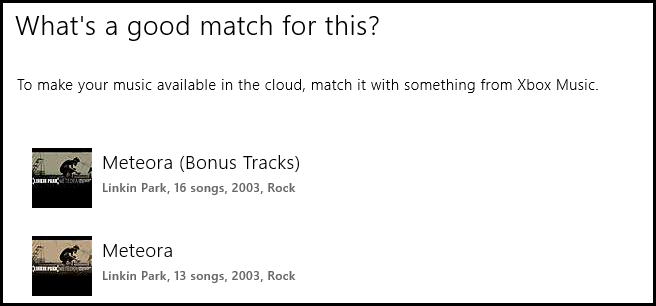 What's a good match for this?
To make your music available in the cloud, match it with something from Xbox Music.
LINKIN PARK METEORA
Meteora (Bonus Tracks)
Linkin Park, 16 songs, 2003, Rock
LINKIN PARK METEORA
Meteora
Linkin Park, 13 songs, 2003, Rock